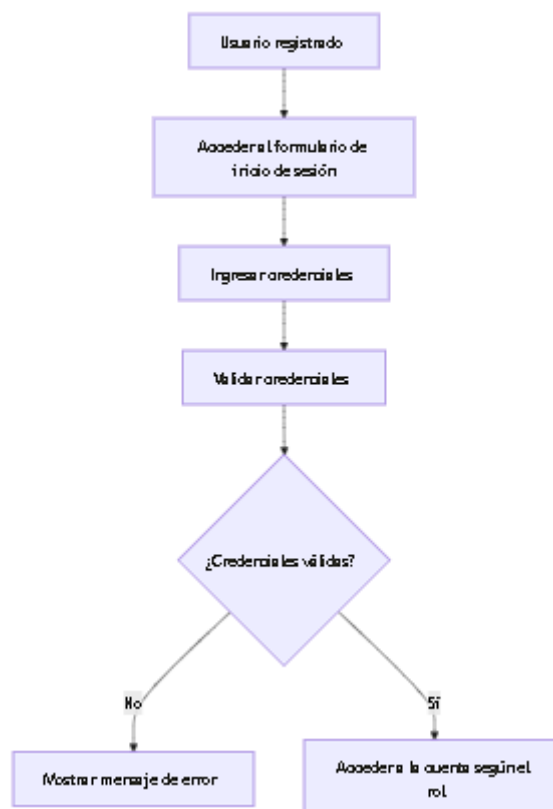 Usuario registrado
Acceder al formulario de
inicio de sesión
Ingresar credenciales
Validar credenciales
¿Credenciales válidas?
No
Sí
Mostrar mensaje de error
Acceder a la cuenta según el
rol